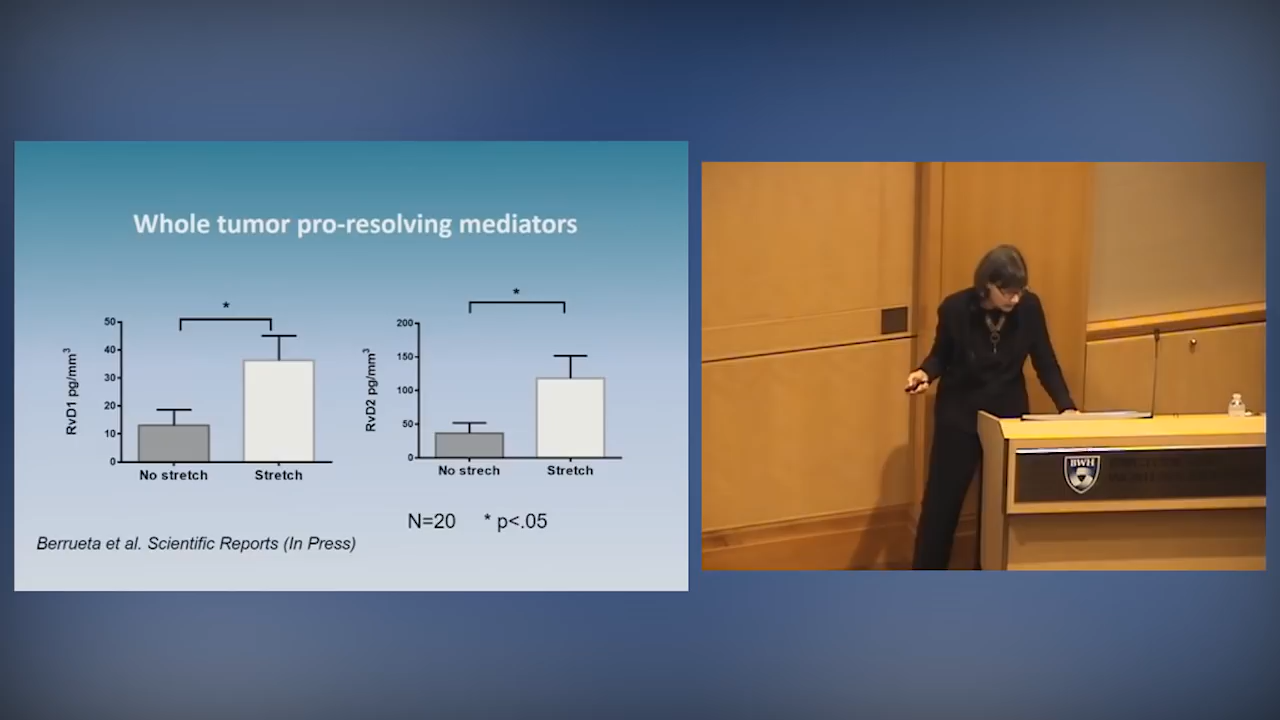 Whole tumor pro-resolving mediators
*
50
40
30
20
10
0
RvD1 pg/mm³
No stretch
Stretch
*
200
150
100
50
0
RvD2 pg/mm³
No strech
Stretch
N=20 * p<.05
Berrueta et al. Scientific Reports (In Press)
BWH